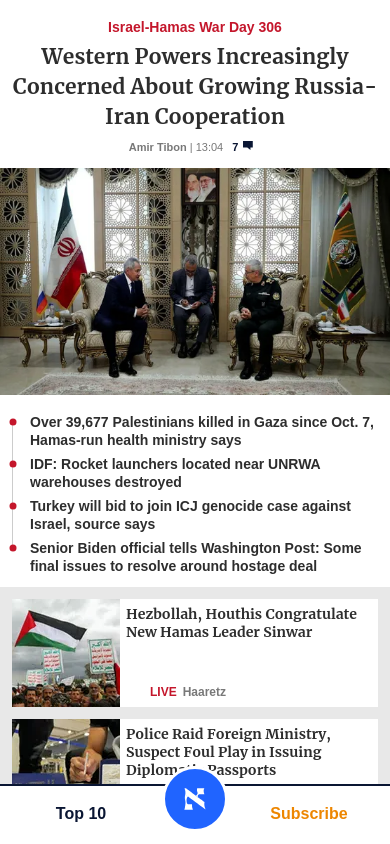 Israel-Hamas War Day 306
Western Powers Increasingly
Concerned About Growing Russia-
Iran Cooperation
Amir Tibon | 13:04 7
Over 39,677 Palestinians killed in Gaza since Oct. 7,
Hamas-run health ministry says
IDF: Rocket launchers located near UNRWA
warehouses destroyed
Turkey will bid to join ICJ genocide case against
Israel, source says
Senior Biden official tells Washington Post: Some
final issues to resolve around hostage deal
Hezbollah, Houthis Congratulate
New Hamas Leader Sinwar
LIVE Haaretz
Police Raid Foreign Ministry,
Suspect Foul Play in Issuing
Diplomatic Passports
Top 10
Subscribe